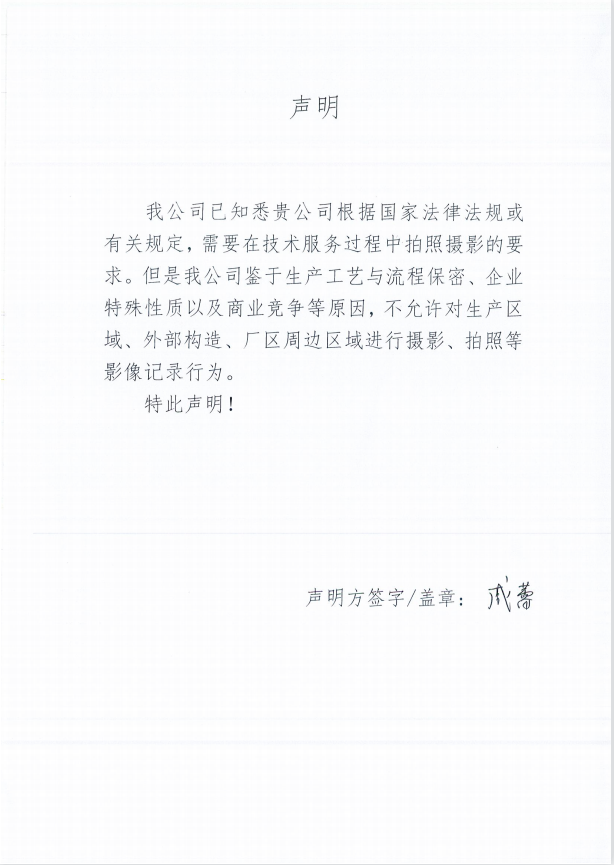 声明
我公司已知悉贵公司根据国家法律法规或
有关规定，需要在技术服务过程中拍照摄影的要
求。但是我公司鉴于生产工艺与流程保密、企业
特殊性质以及商业竞争等原因，不允许对生产区
域、外部构造、厂区周边区域进行摄影、拍照等
影像记录行为。
特此声明！
声明方签字/盖章：